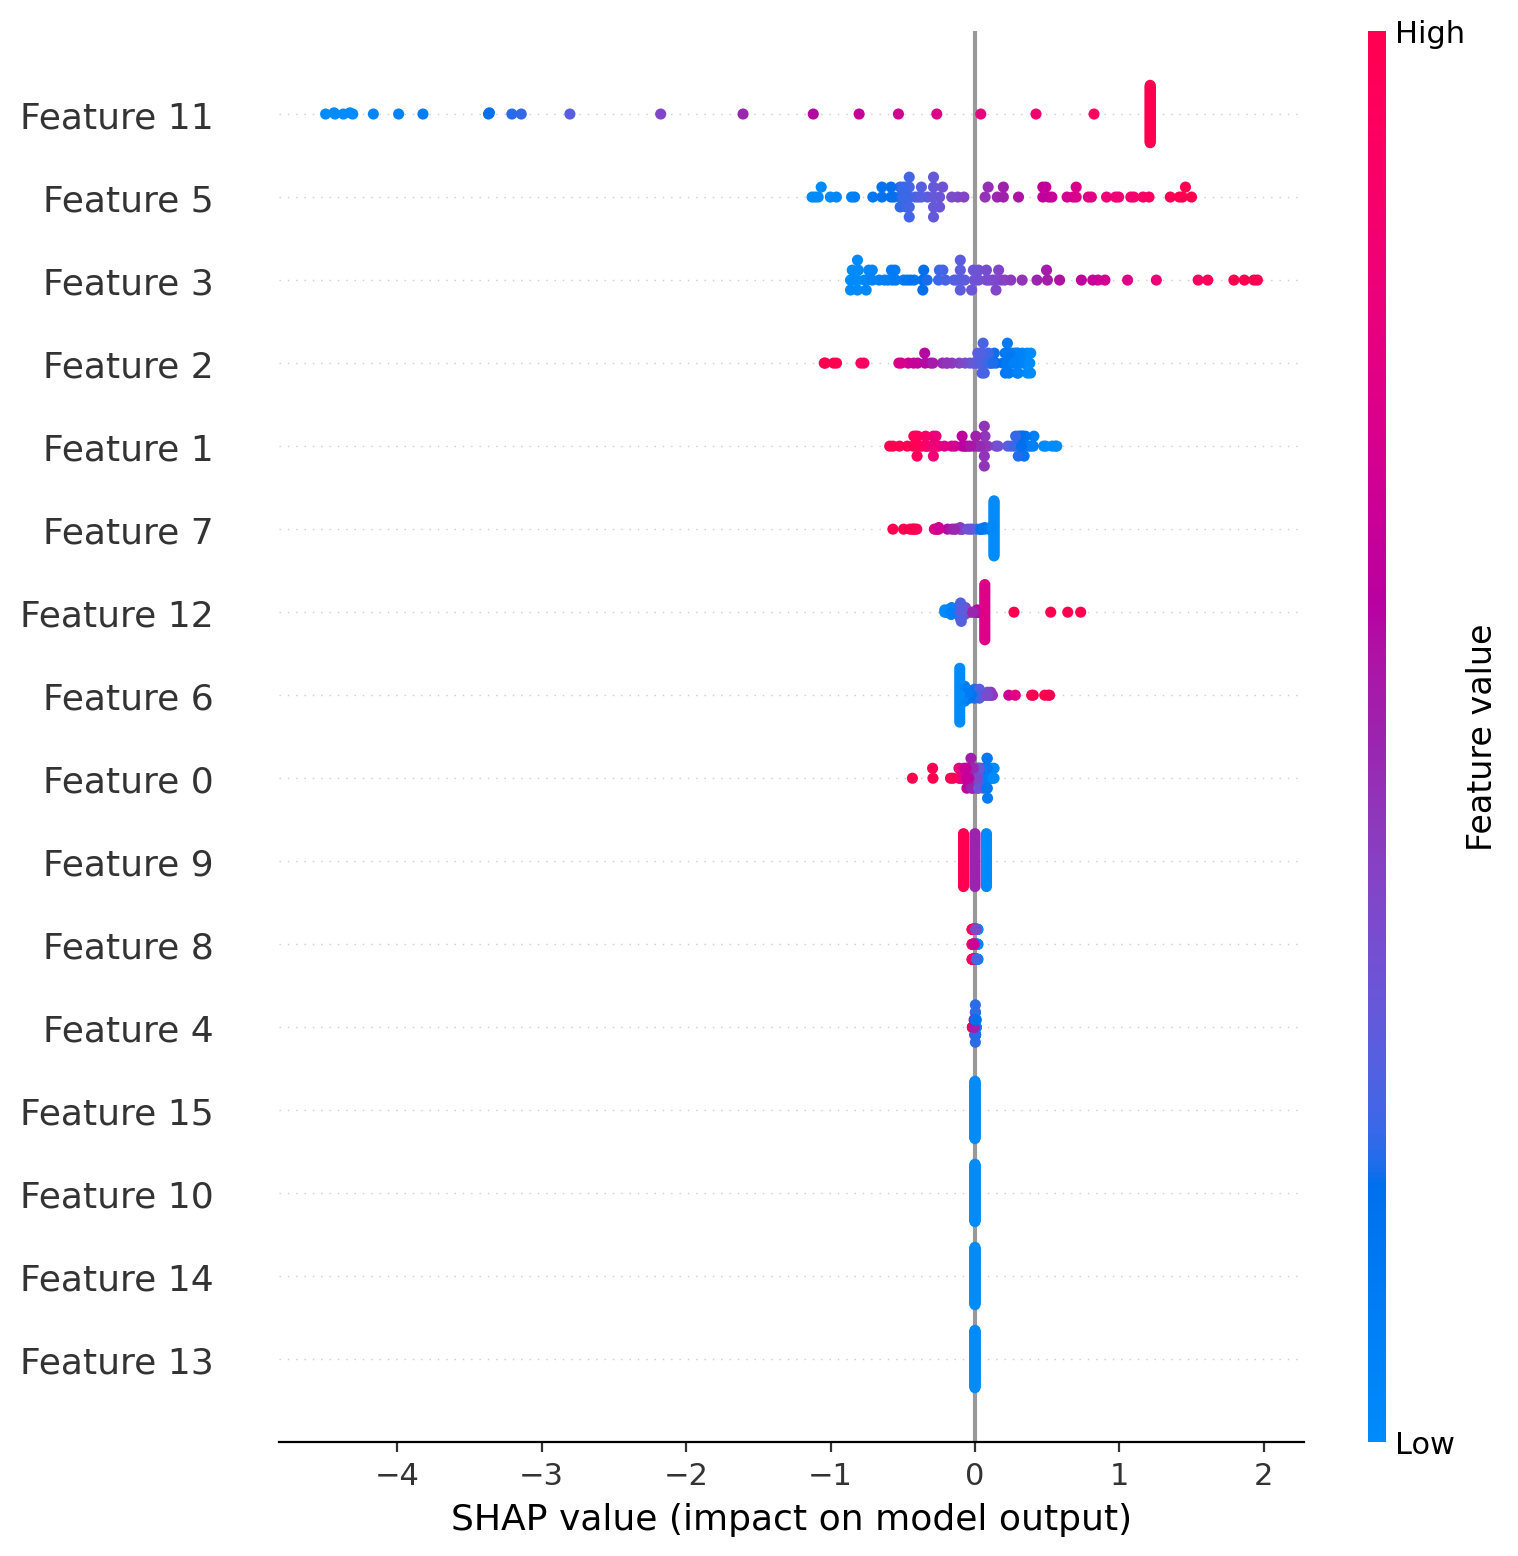 High
Feature 11
Feature 5
Feature 3
Feature 2
Feature 1
Feature 7
Feature 12
Feature 6
Feature 0
Feature 9
Feature 8
Feature 4
Feature 15
Feature 10
Feature 14
Feature 13
Feature value
Low
−4 −3 −2 −1 0 1 2
SHAP value (impact on model output)